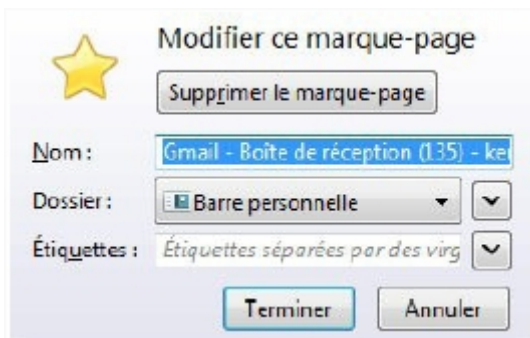 Modifier ce marque-page
Supprimer le marque-page
Nom : Gmail - Boîte de réception (135) -
Dossier : Barre personnelle
Étiquettes : Étiquettes séparées par des
Terminer Annuler